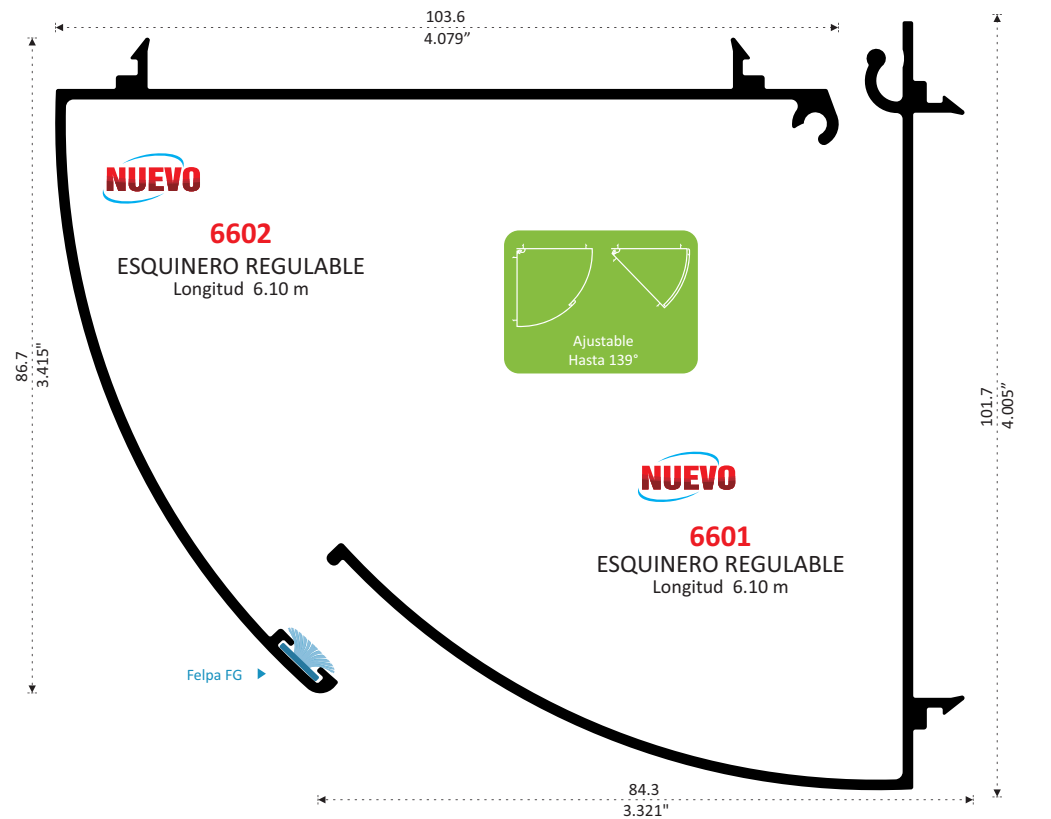 103.6
4.079”
NUEVO
6602
ESQUINERO REGULABLE
Longitud 6.10 m
86.7
3.415"
Ajustable
Hasta 139°
101.7
4.005”
NUEVO
6601
ESQUINERO REGULABLE
Longitud 6.10 m
Felpa FG
84.3
3.321"